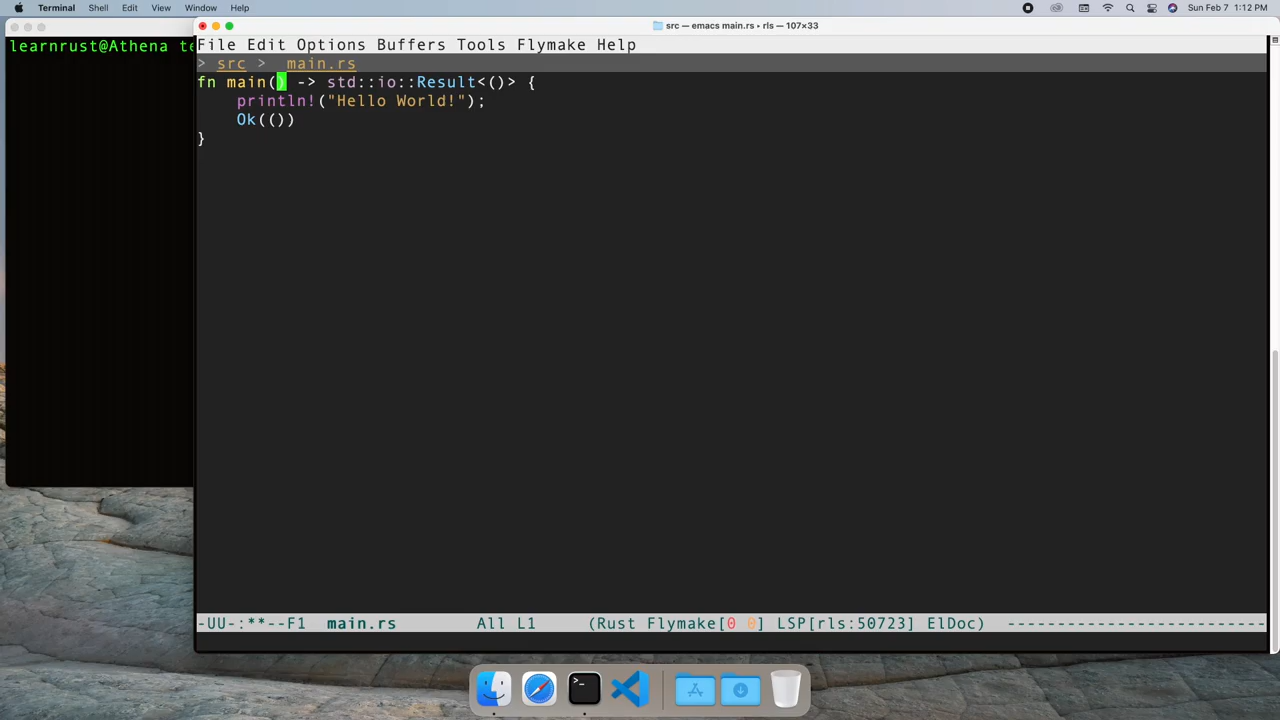 Terminal Shell Edit View Window Help Sun Feb 7 1:12 PM
src — emacs main.rs ▸ rls — 107×33
learnrust@Athena te
File Edit Options Buffers Tools Flymake Help
> src > main.rs
fn main() -> std::io::Result<()> {
    println!("Hello World!");
    Ok(())
}
-UU-:**--F1 main.rs All L1 (Rust Flymake[0 0] LSP[rls:50723] ElDoc) --------------------------
>_